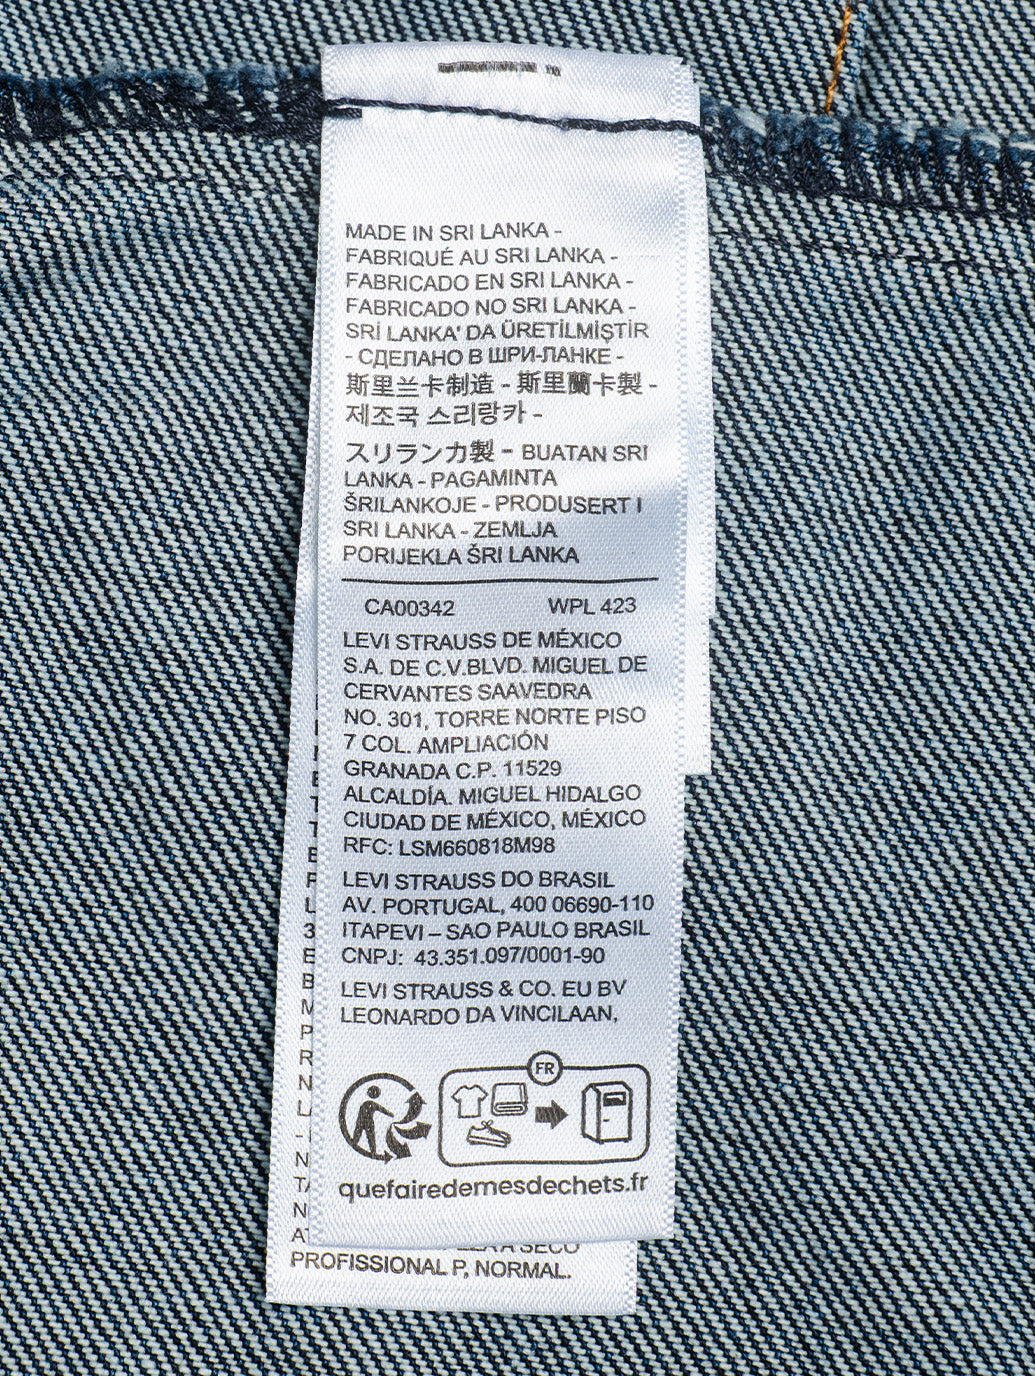 MADE IN SRI LANKA -
FABRIQUÉ AU SRI LANKA -
FABRICADO EN SRI LANKA -
FABRICADO NO SRI LANKA -
SRİ LANKA' DA ÜRETİLMİŞTİR
- СДЕЛАНО В ШРИ-ЛАНКЕ -
斯里兰卡制造 - 斯里蘭卡製 -
제조국 스리랑카 -
スリランカ製 - BUATAN SRI
LANKA - PAGAMINTA
ŠRILANKOJE - PRODUSERT I
SRI LANKA - ZEMLJA
PORIJEKLA ŠRI LANKA
CA00342 WPL 423
LEVI STRAUSS DE MÉXICO
S.A. DE C.V.BLVD. MIGUEL DE
CERVANTES SAAVEDRA
NO. 301, TORRE NORTE PISO
7 COL. AMPLIACIÓN
GRANADA C.P. 11529
ALCALDÍA. MIGUEL HIDALGO
CIUDAD DE MÉXICO, MÉXICO
RFC: LSM660818M98
LEVI STRAUSS DO BRASIL
AV. PORTUGAL, 400 06690-110
ITAPEVI – SAO PAULO BRASIL
CNPJ: 43.351.097/0001-90
LEVI STRAUSS & CO. EU BV
LEONARDO DA VINCILAAN,
FR
quefairedemesdechets.fr
A SECO
PROFISSIONAL P, NORMAL.